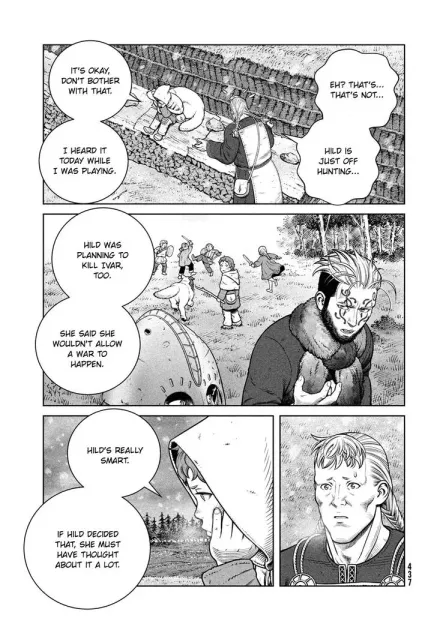 EH? THAT'S...
THAT'S NOT...
HILD IS
JUST OFF
HUNTING...
IT'S OKAY,
DON'T BOTHER
WITH THAT.
I HEARD IT
TODAY WHILE
I WAS PLAYING.
HILD WAS
PLANNING TO
KILL IVAR,
TOO.
SHE SAID SHE
WOULDN'T ALLOW
A WAR TO
HAPPEN.
HILD'S REALLY
SMART.
IF HILD DECIDED
THAT, SHE MUST
HAVE THOUGHT
ABOUT IT A LOT.
437